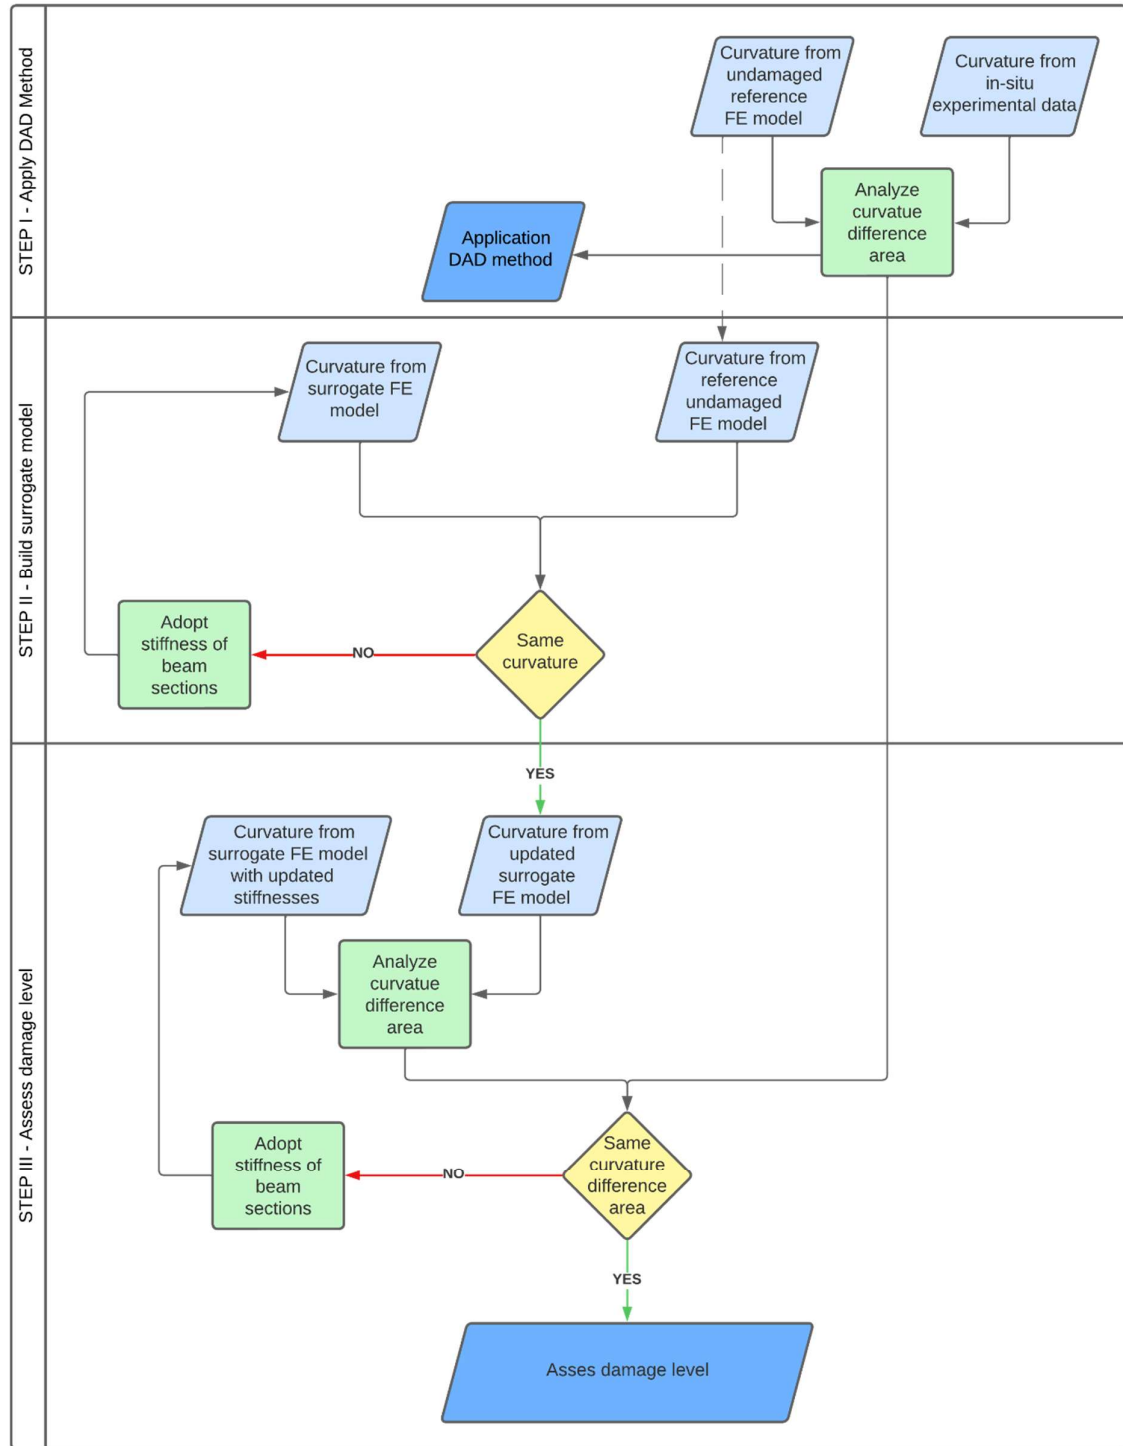 STEP I - Apply DAD Method
Curvature from
undamaged
reference
FE model
Curvature from
in-situ
experimental data
Analyze
curvatue
difference
area
Application
DAD method
STEP II - Build surrogate model
Curvature from
surrogate FE
model
Curvature from
reference
undamaged
FE model
Same
curvature
NO
Adopt
stiffness of
beam
sections
YES
STEP III - Assess damage level
Curvature from
surrogate FE model
with updated
stiffnesses
Curvature from
updated
surrogate
FE model
Analyze
curvatue
difference
area
Same
curvature
difference
area
NO
Adopt
stiffness of
beam
sections
YES
Asses damage level